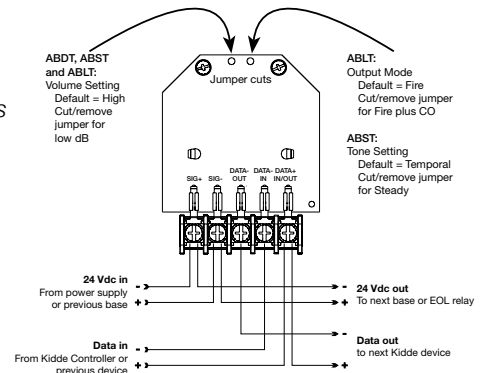 ABDT, ABST
and ABLT:
Volume Setting
Default = High
Cut/remove
jumper for
low dB
Jumper cuts
ABLT:
Output Mode
Default = Fire
Cut/remove jumper
for Fire plus CO
ABST:
Tone Setting
Default = Temporal
Cut/remove jumper
for Steady
S
SIG+ SIG- DATA- OUT DATA- IN DATA+ IN/OUT
24 Vdc in
From power supply
or previous base
-
+
24 Vdc out
To next base or EOL relay
-
+
Data in
From Kidde Controller or
previous device
-
+
Data out
to next Kidde device
-
+